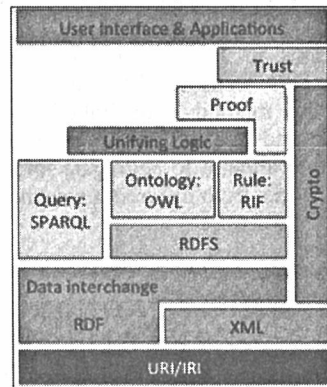 User Interface & Applications
Trust
Proof
Unifying Logic
Query:
SPARQL
Ontology:
OWL
Rule:
RIF
Crypto
RDFS
Data interchange
RDF
XML
URI/IRI